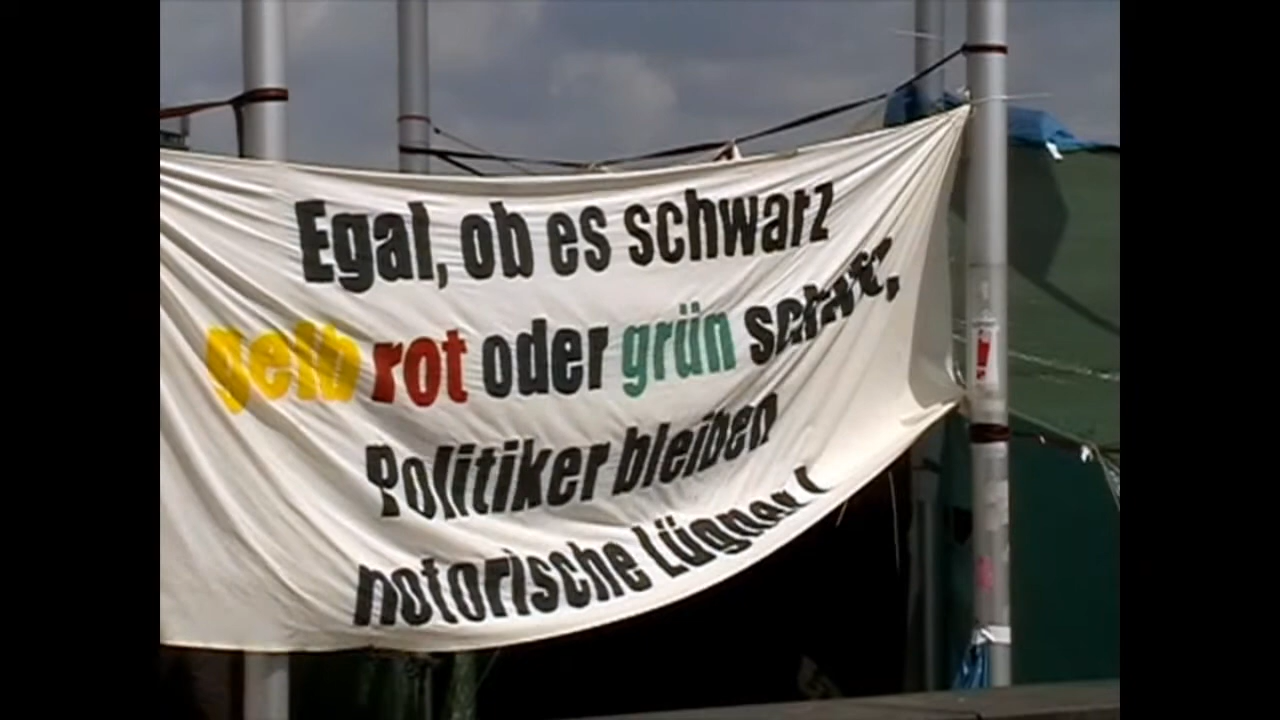 Egal, ob es schwarz
gelb rot oder grün
Politiker bleiben
notorische Lügner !